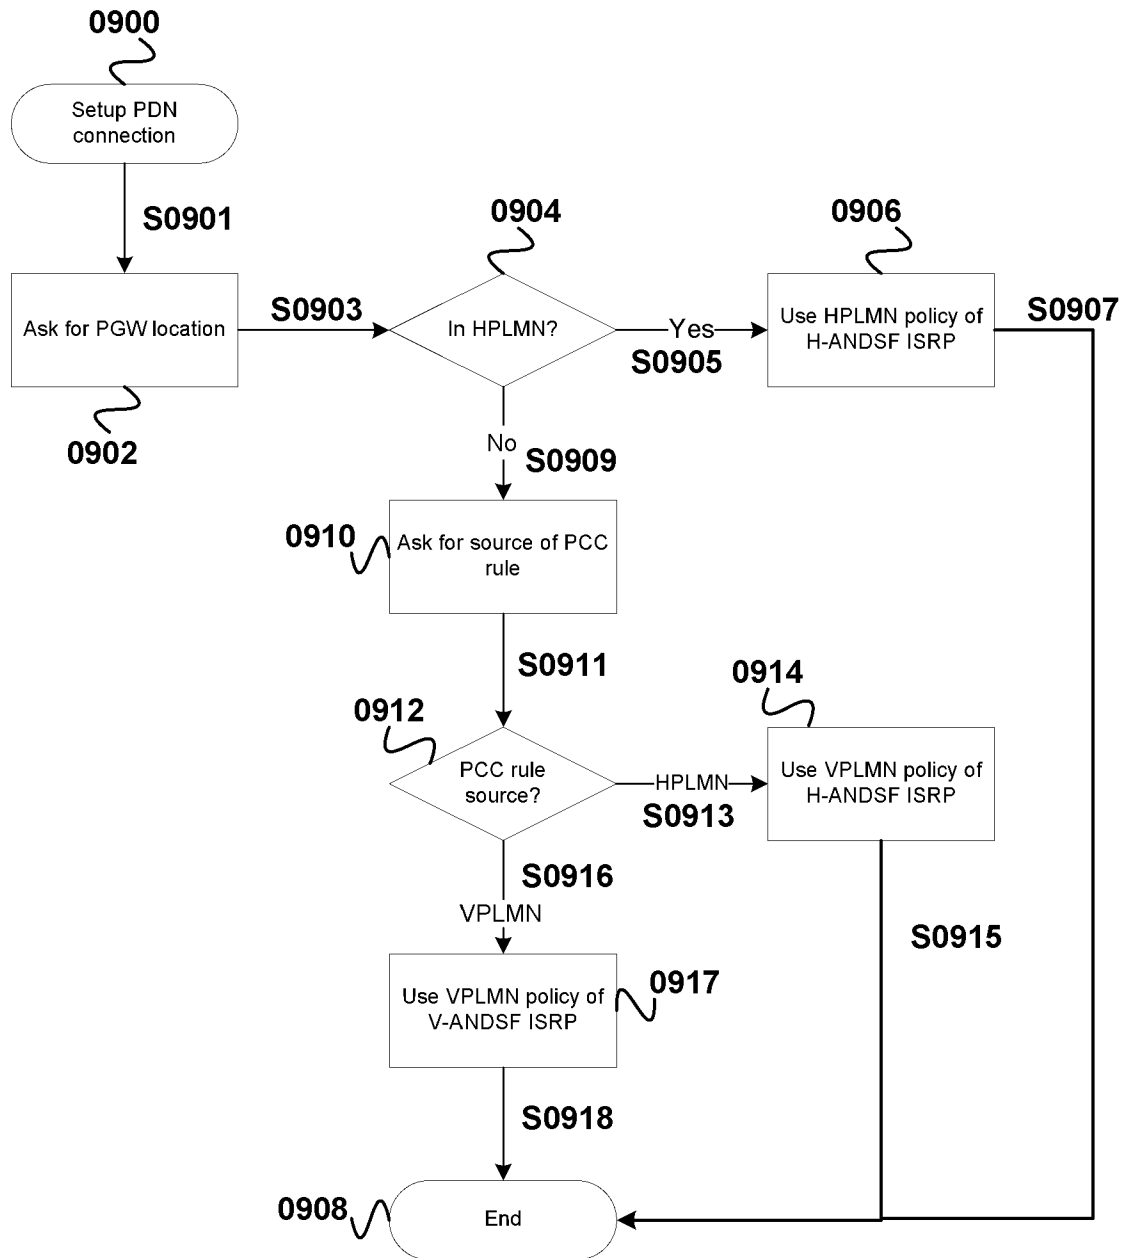 0900
Setup PDN
connection
S0901
0904
0906
Ask for PGW location
S0903
In HPLMN?
Yes
S0905
Use HPLMN policy of
H-ANDSF ISRP
S0907
0902
No
S0909
0910
Ask for source of PCC
rule
S0911
0912
0914
PCC rule
source?
HPLMN
S0913
Use VPLMN policy of
H-ANDSF ISRP
S0916
VPLMN
S0915
Use VPLMN policy of
V-ANDSF ISRP
0917
S0918
0908
End